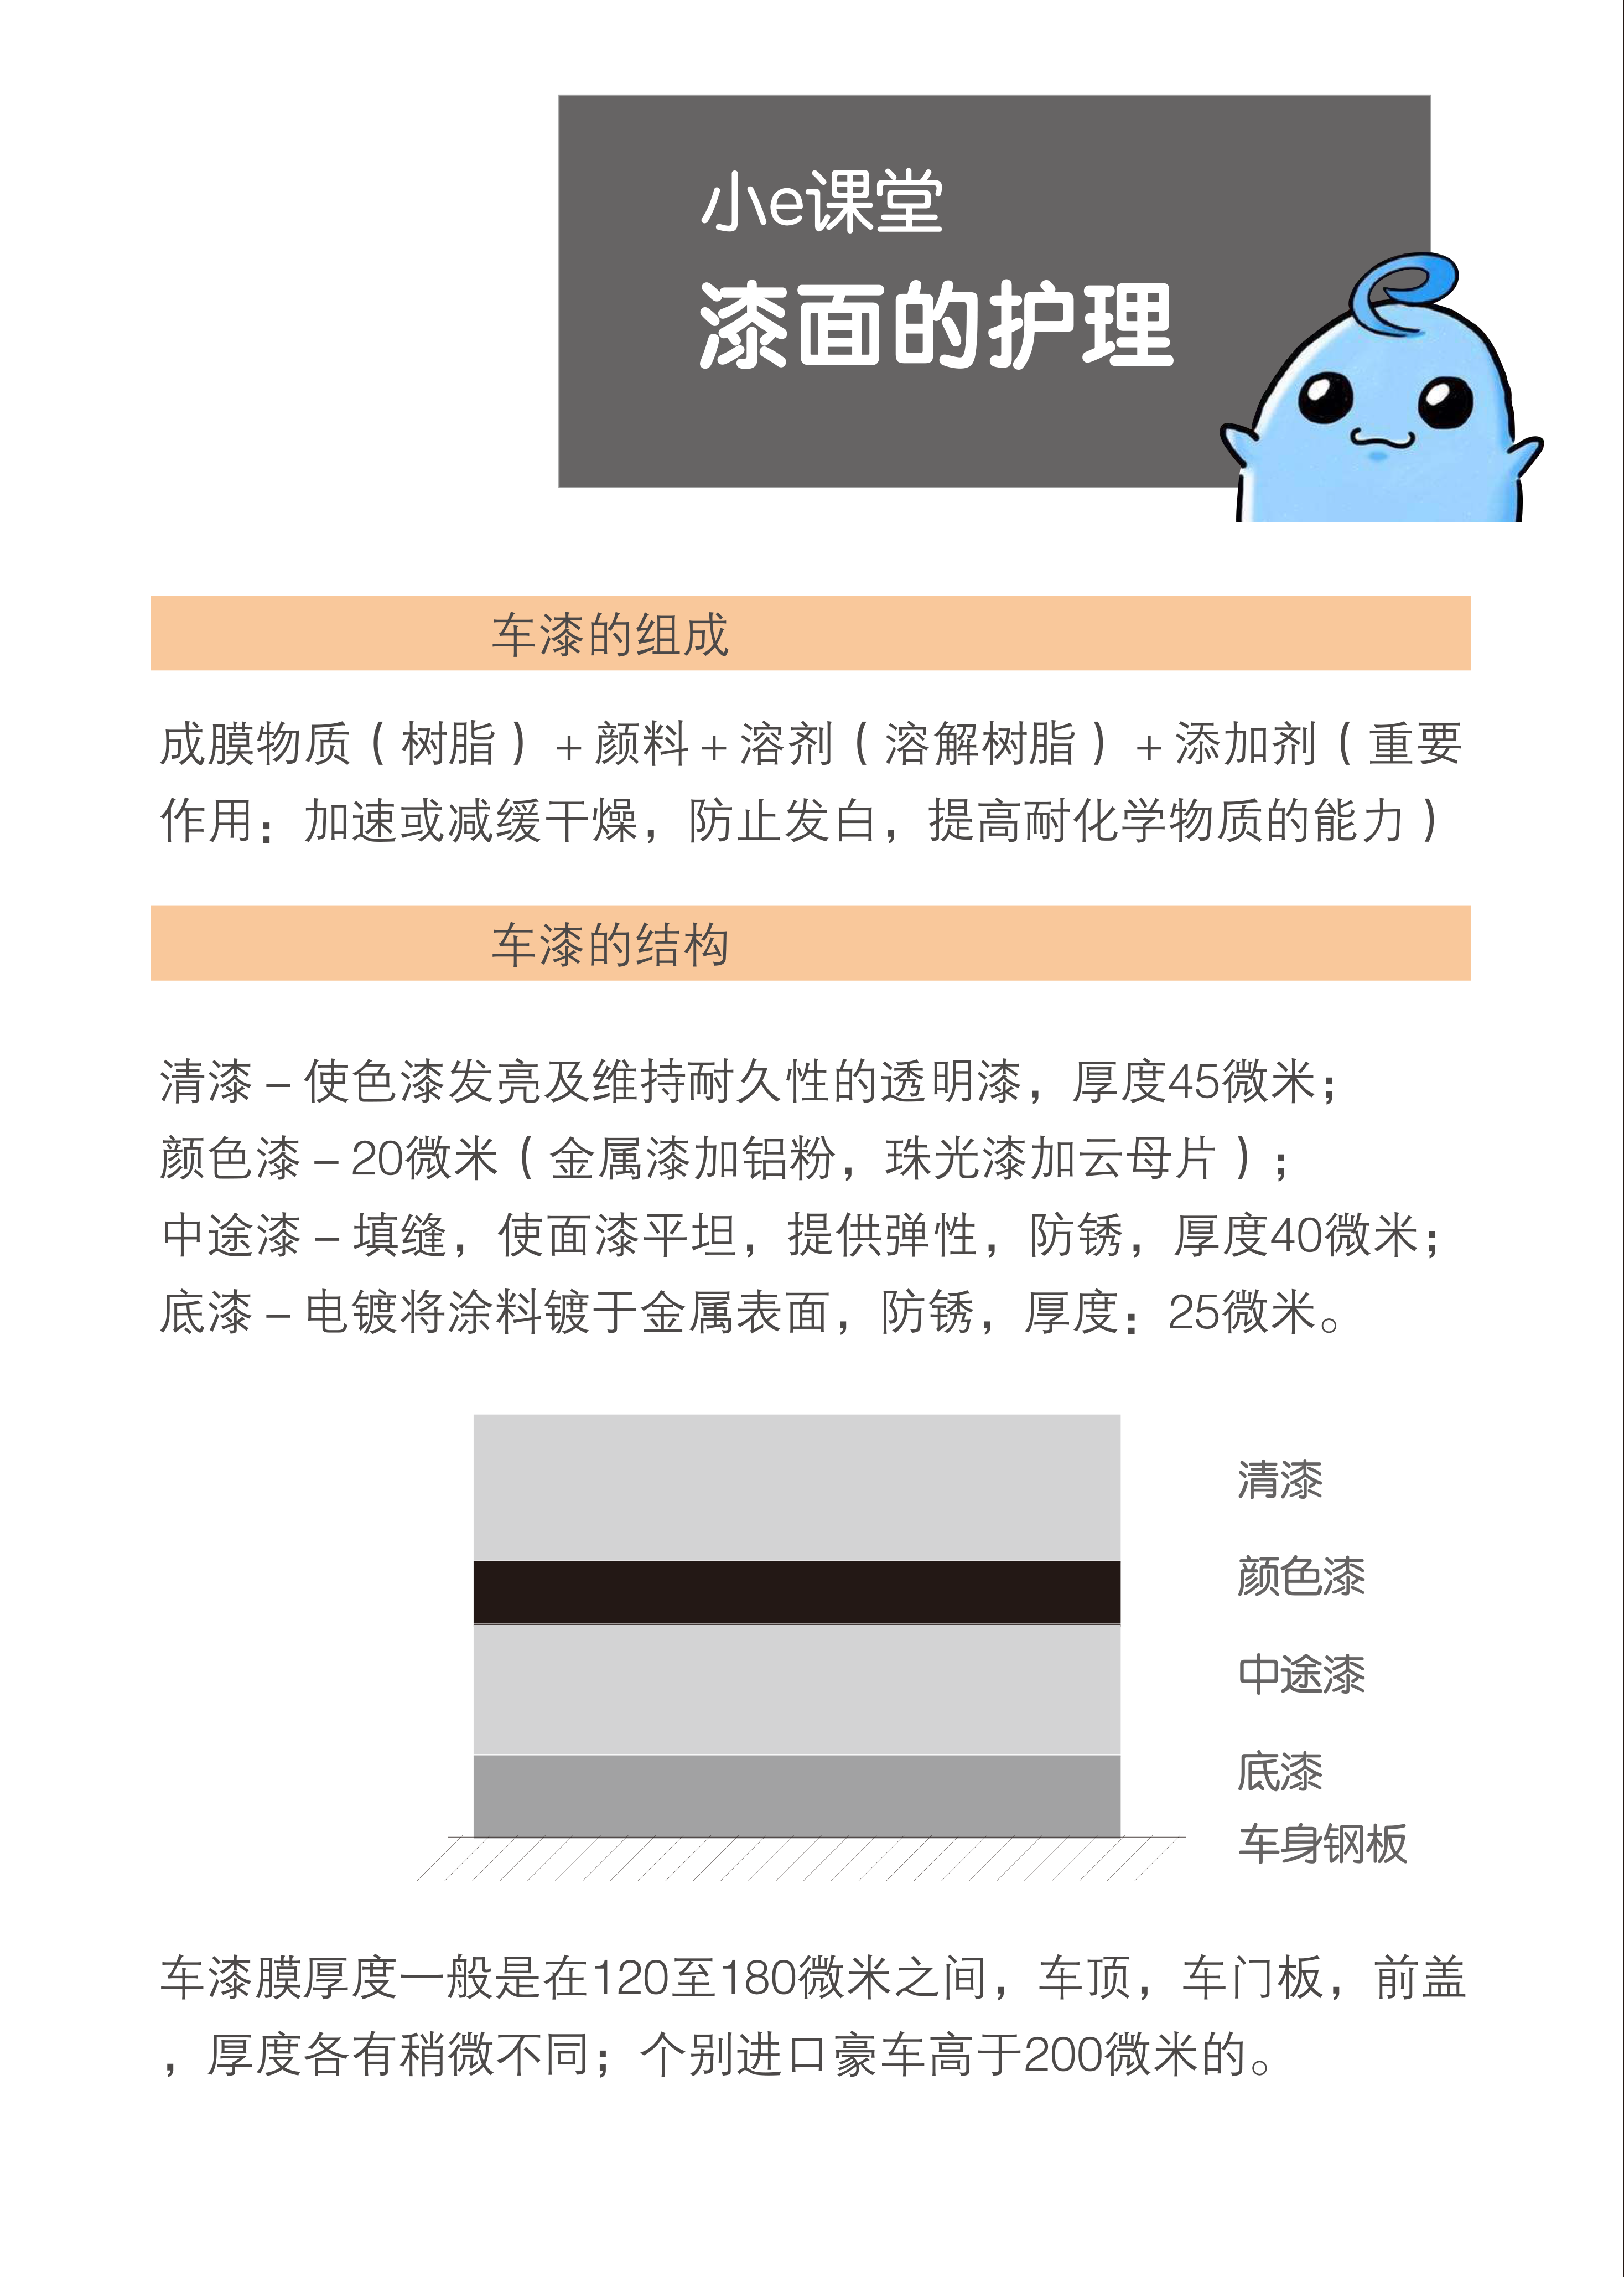 小e课堂
漆面的护理
车漆的组成
成膜物质（树脂）+颜料+溶剂（溶解树脂）+添加剂（重要
作用：加速或减缓干燥，防止发白，提高耐化学物质的能力）
车漆的结构
清漆 – 使色漆发亮及维持耐久性的透明漆，厚度45微米；
颜色漆 – 20微米（金属漆加铝粉，珠光漆加云母片）；
中途漆 – 填缝，使面漆平坦，提供弹性，防锈，厚度40微米；
底漆 – 电镀将涂料镀于金属表面，防锈，厚度：25微米。
清漆
颜色漆
中途漆
底漆
车身钢板
车漆膜厚度一般是在120至180微米之间，车顶，车门板，前盖
，厚度各有稍微不同；个别进口豪车高于200微米的。